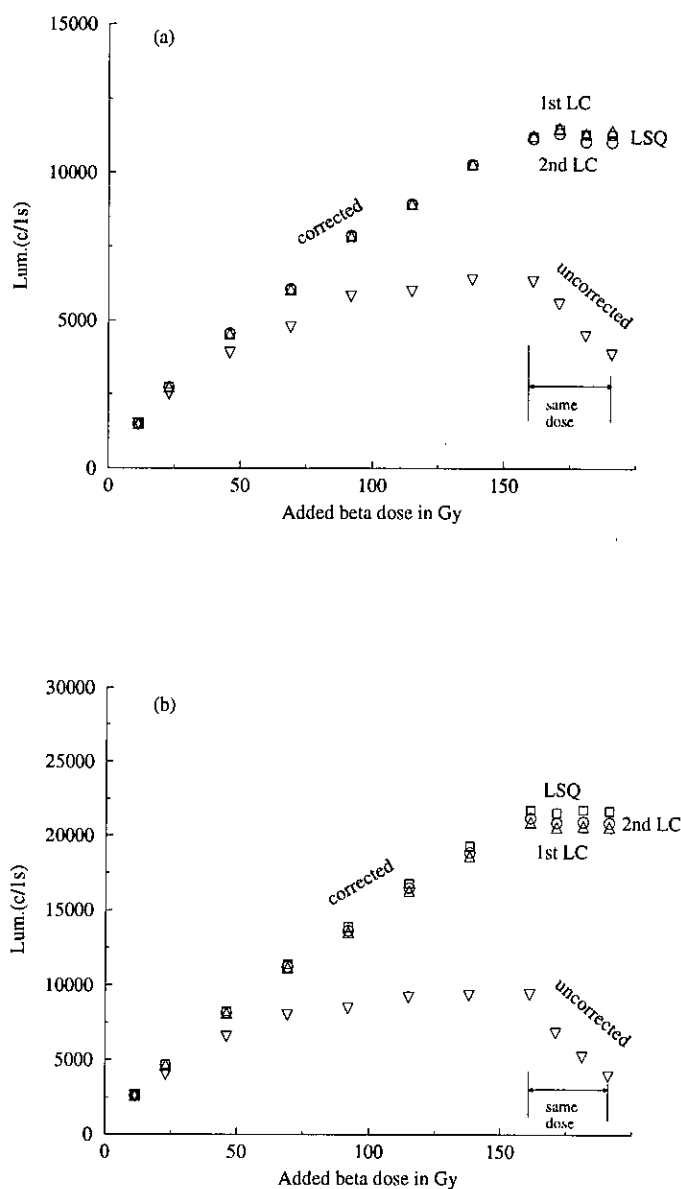 (a)
15000
10000
5000
0
Lum.(c/1s)
0
50
100
150
Added beta dose in Gy
corrected
1st LC
LSQ
2nd LC
uncorrected
same
dose
(b)
30000
25000
20000
15000
10000
5000
0
Lum.(c/1s)
0
50
100
150
Added beta dose in Gy
corrected
LSQ
2nd LC
1st LC
uncorrected
same
dose